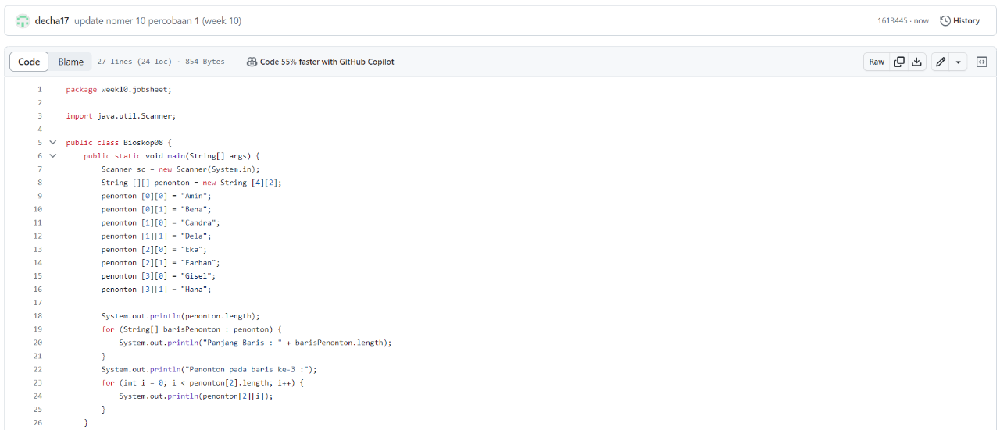 decha17 update nomer 10 percobaan 1 (week 10) 1613445 · now History
Code Blame 27 lines (24 loc) · 854 Bytes Code 55% faster with GitHub Copilot Raw
1 package week10.jobsheet;
2
3 import java.util.Scanner;
4
5 public class Bioskop08 {
6 public static void main(String[] args) {
7 Scanner sc = new Scanner(System.in);
8 String [][] penonton = new String [4][2];
9 penonton [0][0] = "Amin";
10 penonton [0][1] = "Bena";
11 penonton [1][0] = "Candra";
12 penonton [1][1] = "Dela";
13 penonton [2][0] = "Eka";
14 penonton [2][1] = "Farhan";
15 penonton [3][0] = "Gisel";
16 penonton [3][1] = "Hana";
17
18 System.out.println(penonton.length);
19 for (String[] barisPenonton : penonton) {
20 System.out.println("Panjang Baris : " + barisPenonton.length);
21 }
22 System.out.println("Penonton pada baris ke-3 :");
23 for (int i = 0; i < penonton[2].length; i++) {
24 System.out.println(penonton[2][i]);
25 }
26 }